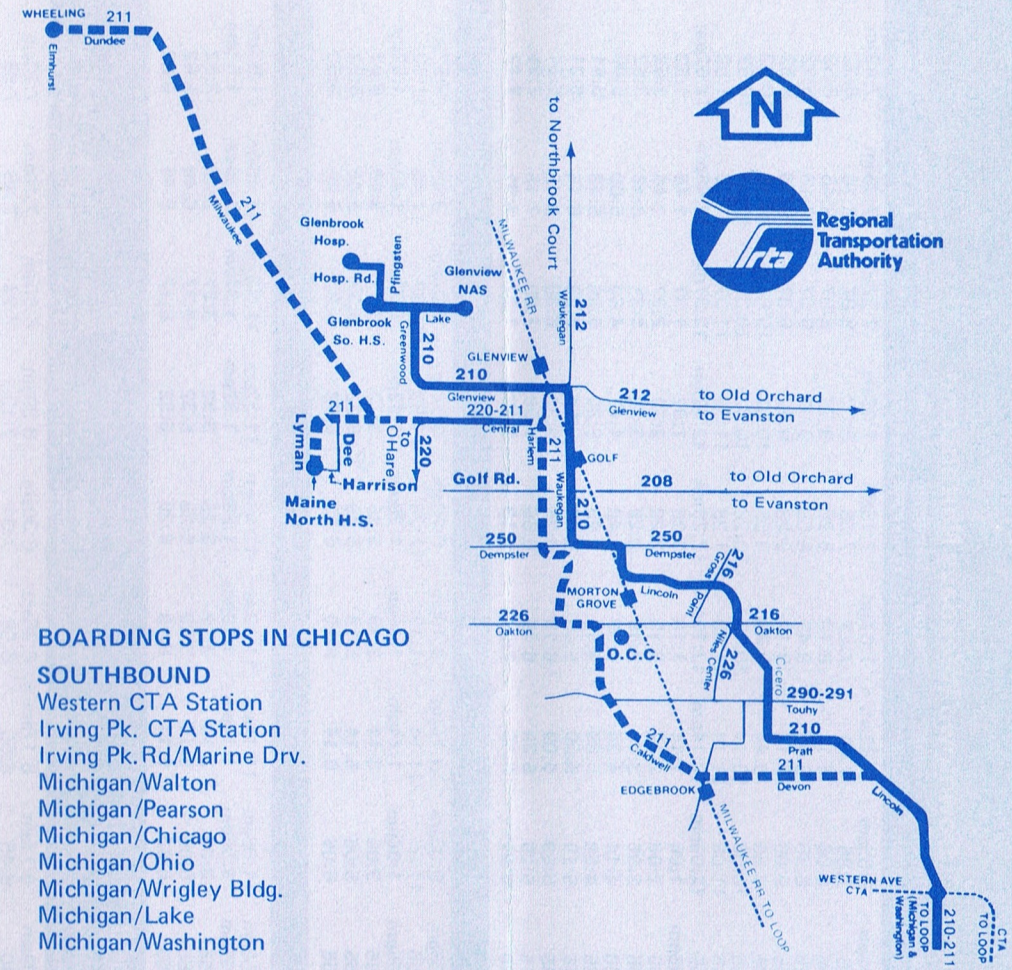 WHEELING
211
Dundee
Elmhurst
211
Milwaukee
N
Regional
Transportation
Authority
rta
to Northbrook Court
MILWAUKEE RR
212
Waukegan
Glenbrook
Hosp.
Hosp. Rd.
Pfingsten
Glenview
NAS
Lake
Glenbrook
So. H.S.
Greenwood
210
GLENVIEW
210
Glenview
212
Glenview
to Old Orchard
to Evanston
220-211
Central
211
Lyman
Dee
Harrison
to
OHare
220
Maine
North H.S.
Harlem
211
Waukegan
210
GOLF
Golf Rd.
208
to Old Orchard
to Evanston
250
Dempster
250
Dempster
216
Gross
Point
Lincoln
MORTON
GROVE
226
Oakton
216
Oakton
O.C.C.
Niles Center
226
Cicero
290-291
Touhy
210
Pratt
211
Caldwell
211
Devon
EDGEBROOK
Lincoln
MILWAUKEE RR TO LOOP
WESTERN AVE
CTA
TO LOOP
(Michigan &
Washington)
210-211
CTA
TO LOOP
BOARDING STOPS IN CHICAGO
SOUTHBOUND
Western CTA Station
Irving Pk. CTA Station
Irving Pk. Rd/Marine Drv.
Michigan/Walton
Michigan/Pearson
Michigan/Chicago
Michigan/Ohio
Michigan/Wrigley Bldg.
Michigan/Lake
Michigan/Washington